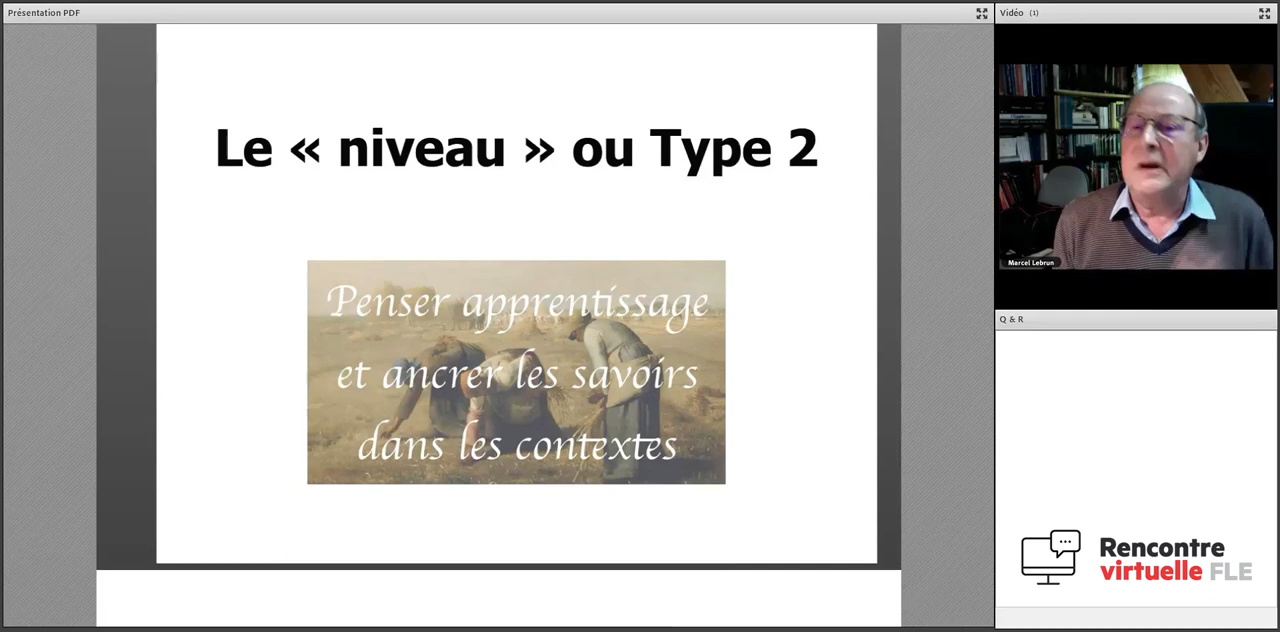 Présentation PDF
Le « niveau » ou Type 2
Penser apprentissage
et ancrer les savoirs
dans les contextes
Vidéo (1)
Marcel Lebrun
Q & R
Rencontre
virtuelle FLE